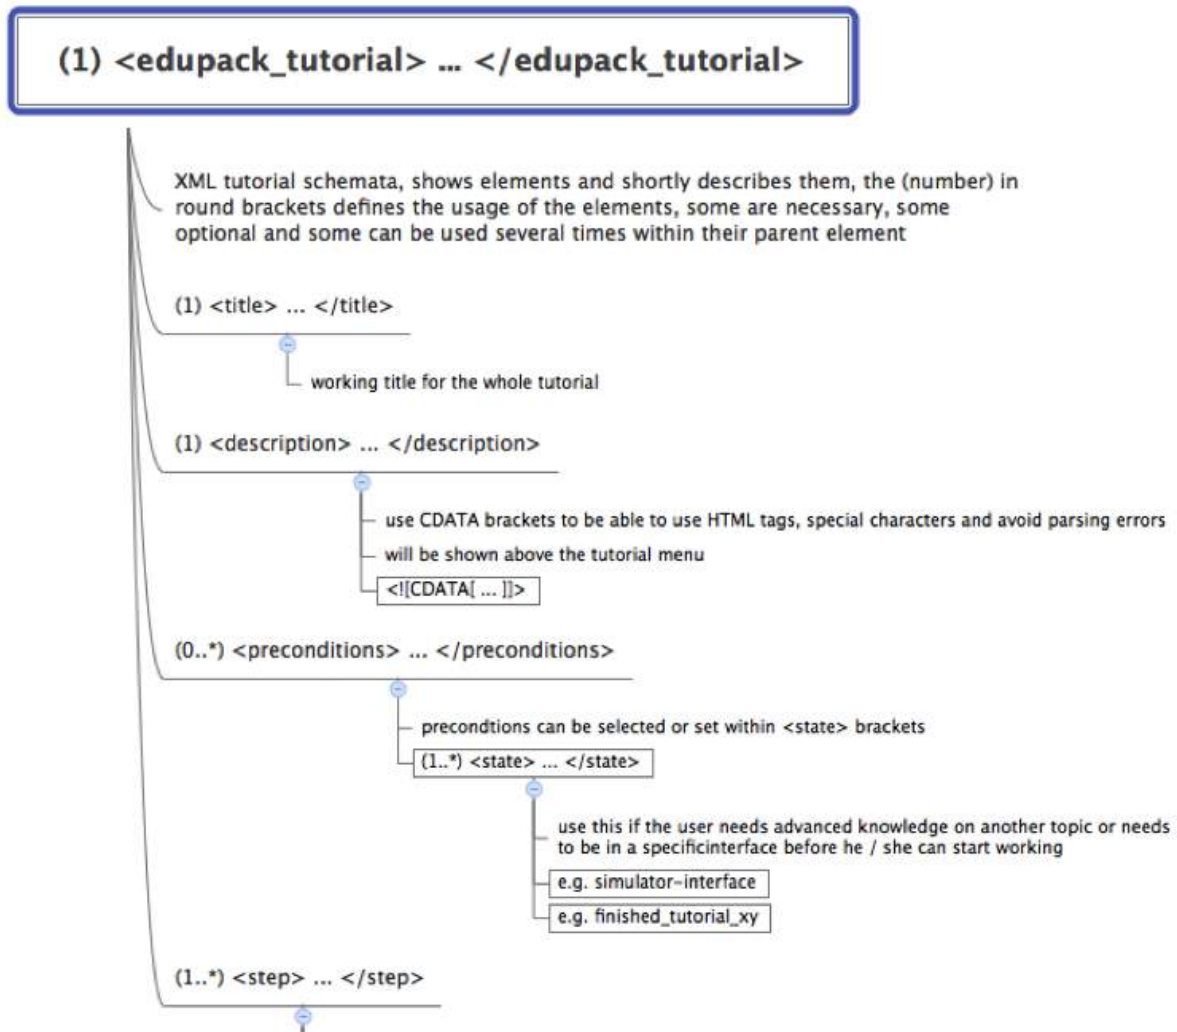 (1) <edupack_tutorial> ... </edupack_tutorial>
XML tutorial schemata, shows elements and shortly describes them, the (number) in
round brackets defines the usage of the elements, some are necessary, some
optional and some can be used several times within their parent element
(1) <title> ... </title>
working title for the whole tutorial
(1) <description> ... </description>
use CDATA brackets to be able to use HTML tags, special characters and avoid parsing errors
will be shown above the tutorial menu
<![CDATA[ ... ]]>
(0..*) <preconditions> ... </preconditions>
precondtions can be selected or set within <state> brackets
(1..*) <state> ... </state>
use this if the user needs advanced knowledge on another topic or needs
to be in a specificinterface before he / she can start working
e.g. simulator-interface
e.g. finished_tutorial_xy
(1..*) <step> ... </step>